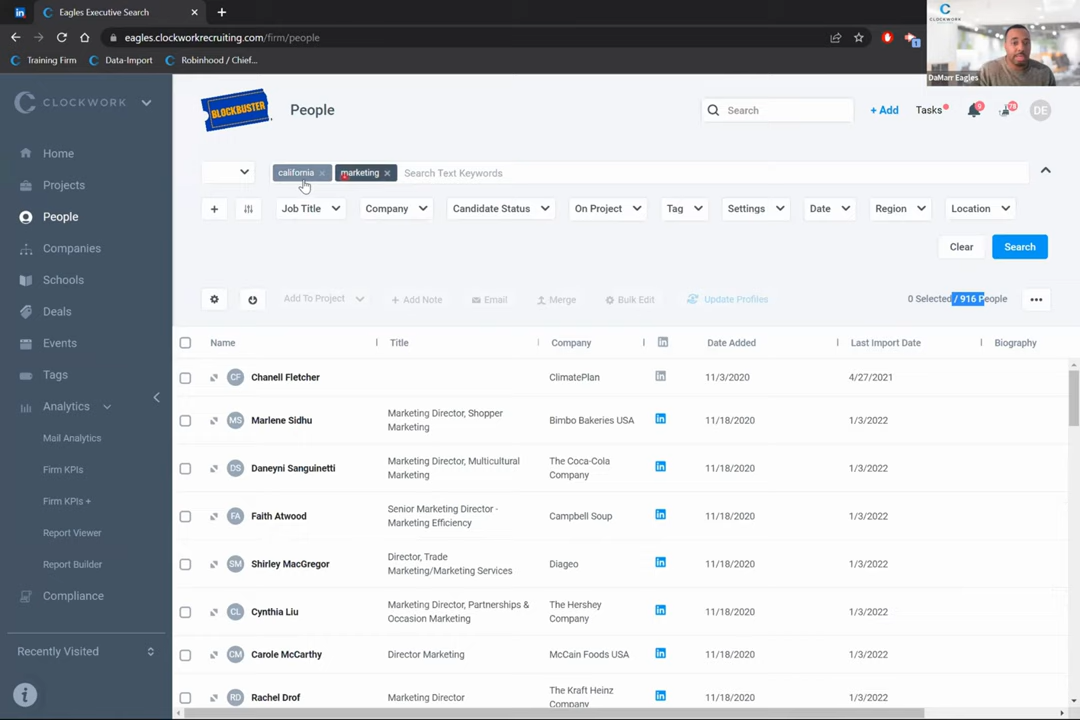 Eagles Executive Search
eagles.clockworkrecruiting.com/firm/people
Training Firm
Data-Import
Robinhood / Chief...
CLOCKWORK
DaMarr Eagles
CLOCKWORK
BLOCKBUSTER
People
Search
+ Add
Tasks
DE
Home
Projects
People
Companies
Schools
Deals
Events
Tags
Analytics
Mail Analytics
Firm KPIs
Firm KPIs +
Report Viewer
Report Builder
Compliance
Recently Visited
california
marketing
Search Text Keywords
Job Title
Company
Candidate Status
On Project
Tag
Settings
Date
Region
Location
Clear
Search
Add To Project
+ Add Note
Email
Merge
Bulk Edit
Update Profiles
0 Selected / 916 People
Name Title Company Date Added Last Import Date Biography
CF Chanell Fletcher ClimatePlan 11/3/2020 4/27/2021
MS Marlene Sidhu Marketing Director, Shopper Marketing Bimbo Bakeries USA 11/18/2020 1/3/2022
DS Daneyni Sanguinetti Marketing Director, Multicultural Marketing The Coca-Cola Company 11/18/2020 1/3/2022
FA Faith Atwood Senior Marketing Director - Marketing Efficiency Campbell Soup 11/18/2020 1/3/2022
SM Shirley MacGregor Director, Trade Marketing/Marketing Services Diageo 11/18/2020 1/3/2022
CL Cynthia Liu Marketing Director, Partnerships & Occasion Marketing The Hershey Company 11/18/2020 1/3/2022
CM Carole McCarthy Director Marketing McCain Foods USA 11/18/2020 1/3/2022
RD Rachel Drof Marketing Director The Kraft Heinz Company 11/18/2020 1/3/2022